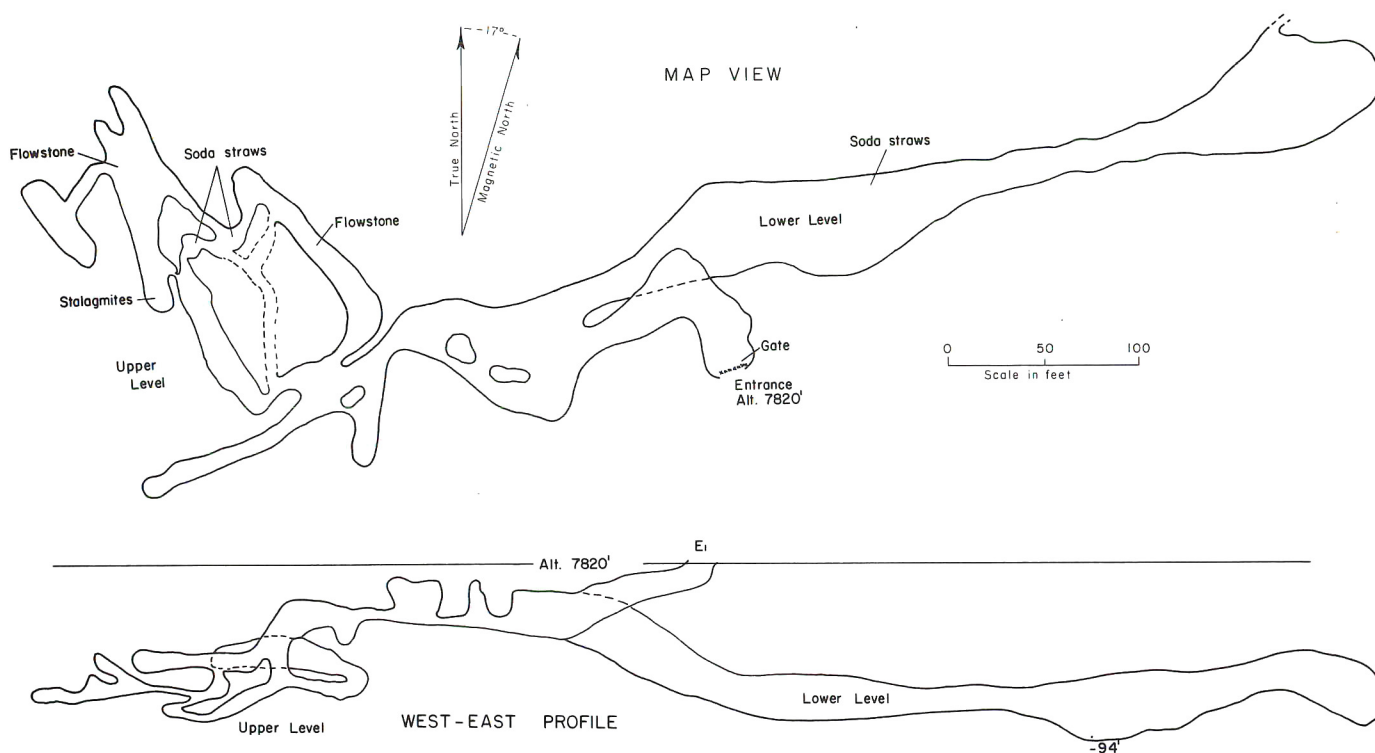 17°
True North
Magnetic North
MAP VIEW
Flowstone
Soda straws
Flowstone
Stalagmites
Upper
Level
Soda straws
Lower Level
Gate
Entrance
Alt. 7820'
0 50 100
Scale in feet
E₁
Alt. 7820'
Lower Level
Upper Level
WEST-EAST PROFILE
-94'